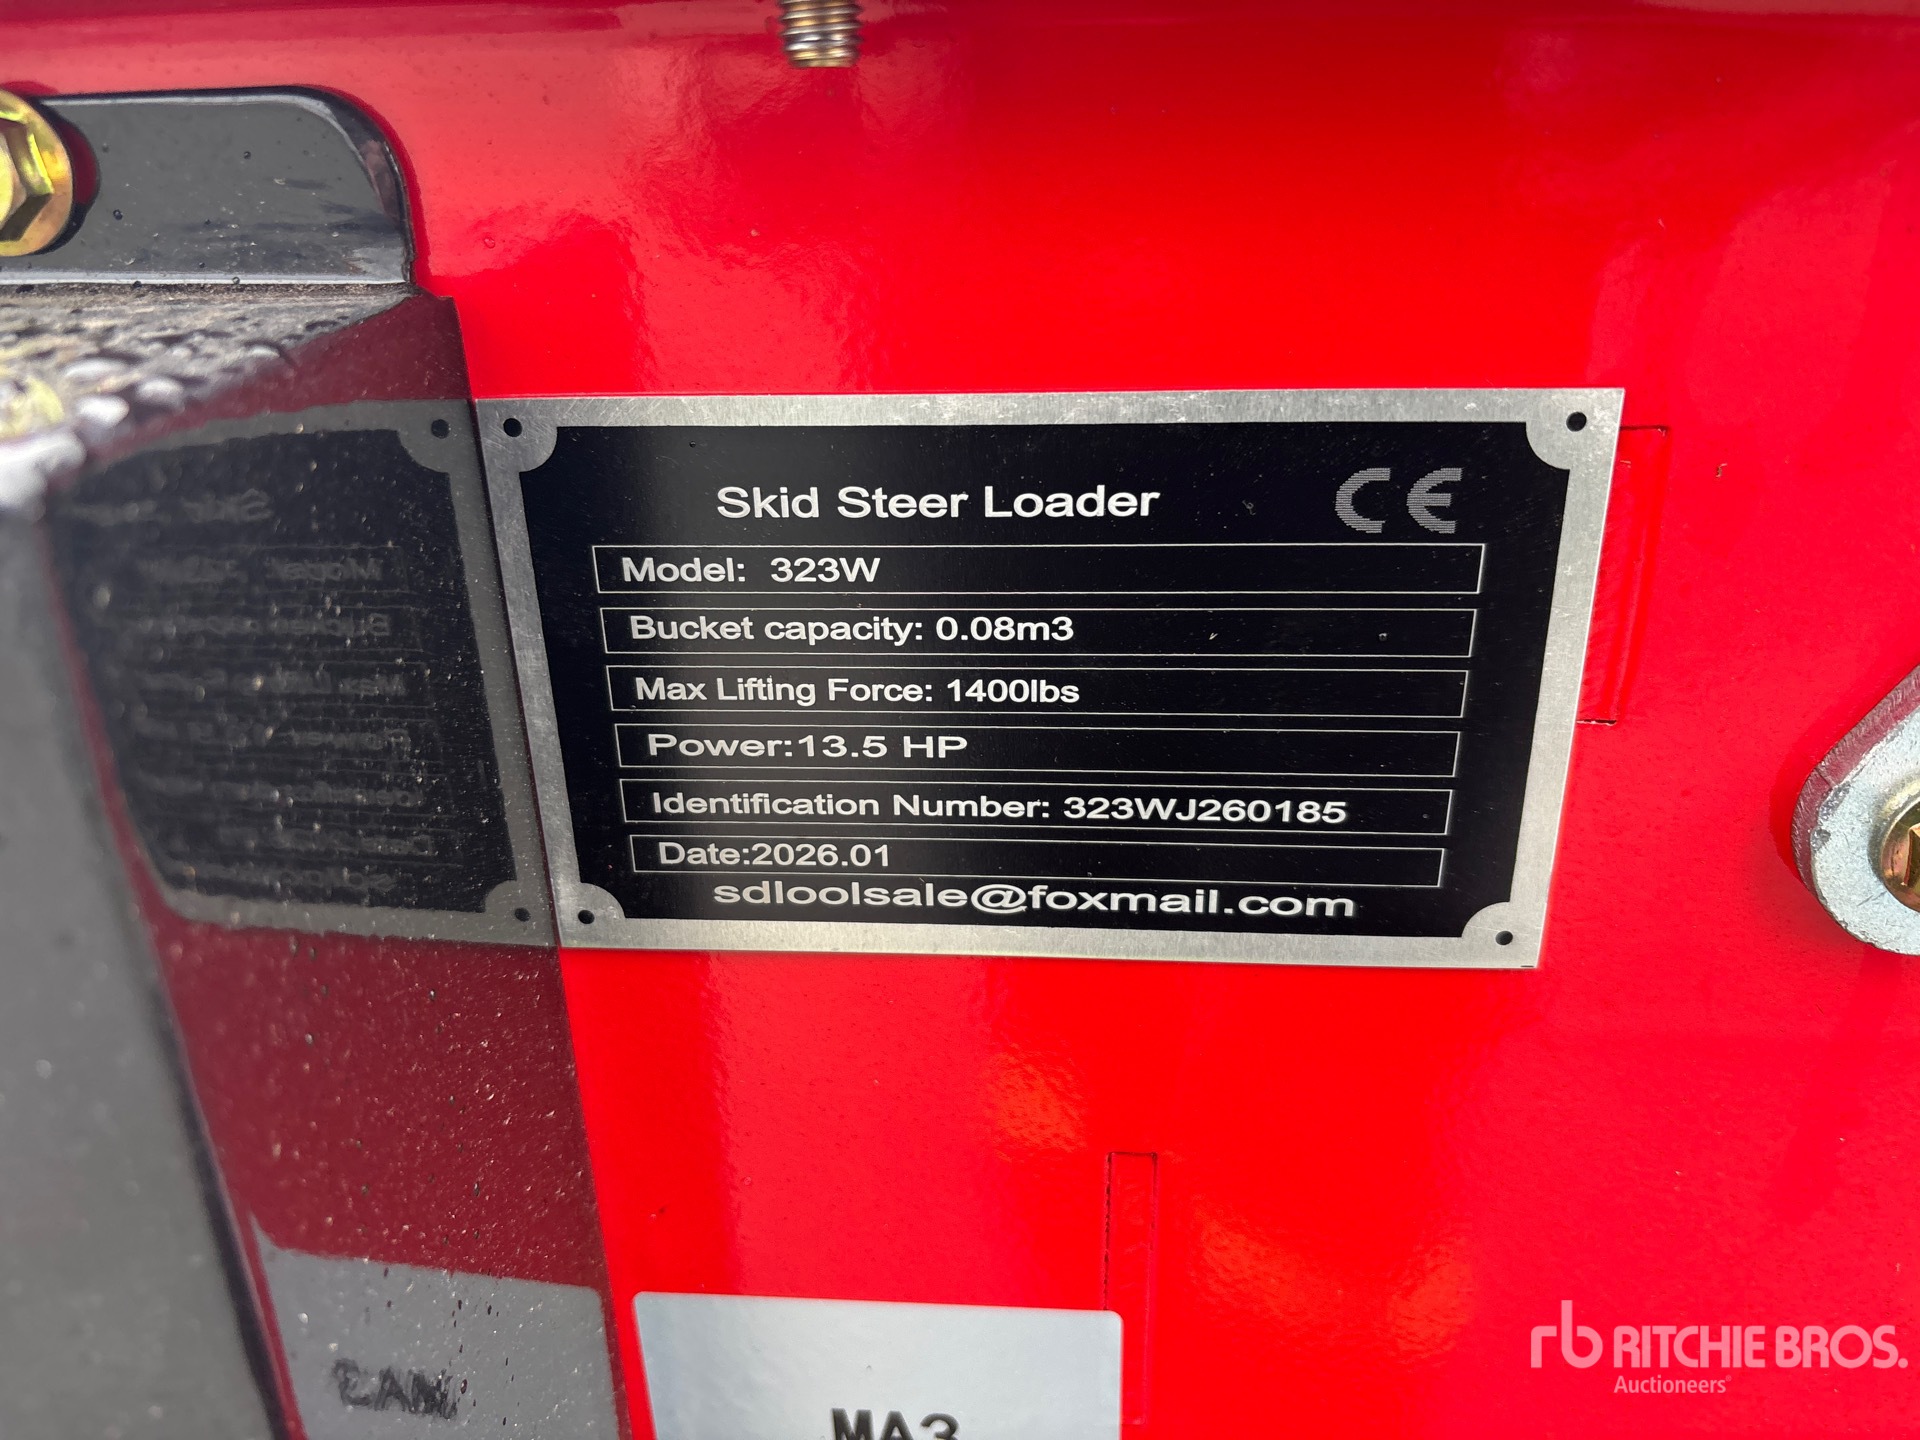 Skid Steer Loader CE
Model: 323W
Bucket capacity: 0.08m3
Max Lifting Force: 1400lbs
Power:13.5 HP
Identification Number: 323WJ260185
Date:2026.01
sdloolsale@foxmail.com
MA3
rb RITCHIE BROS.
Auctioneers